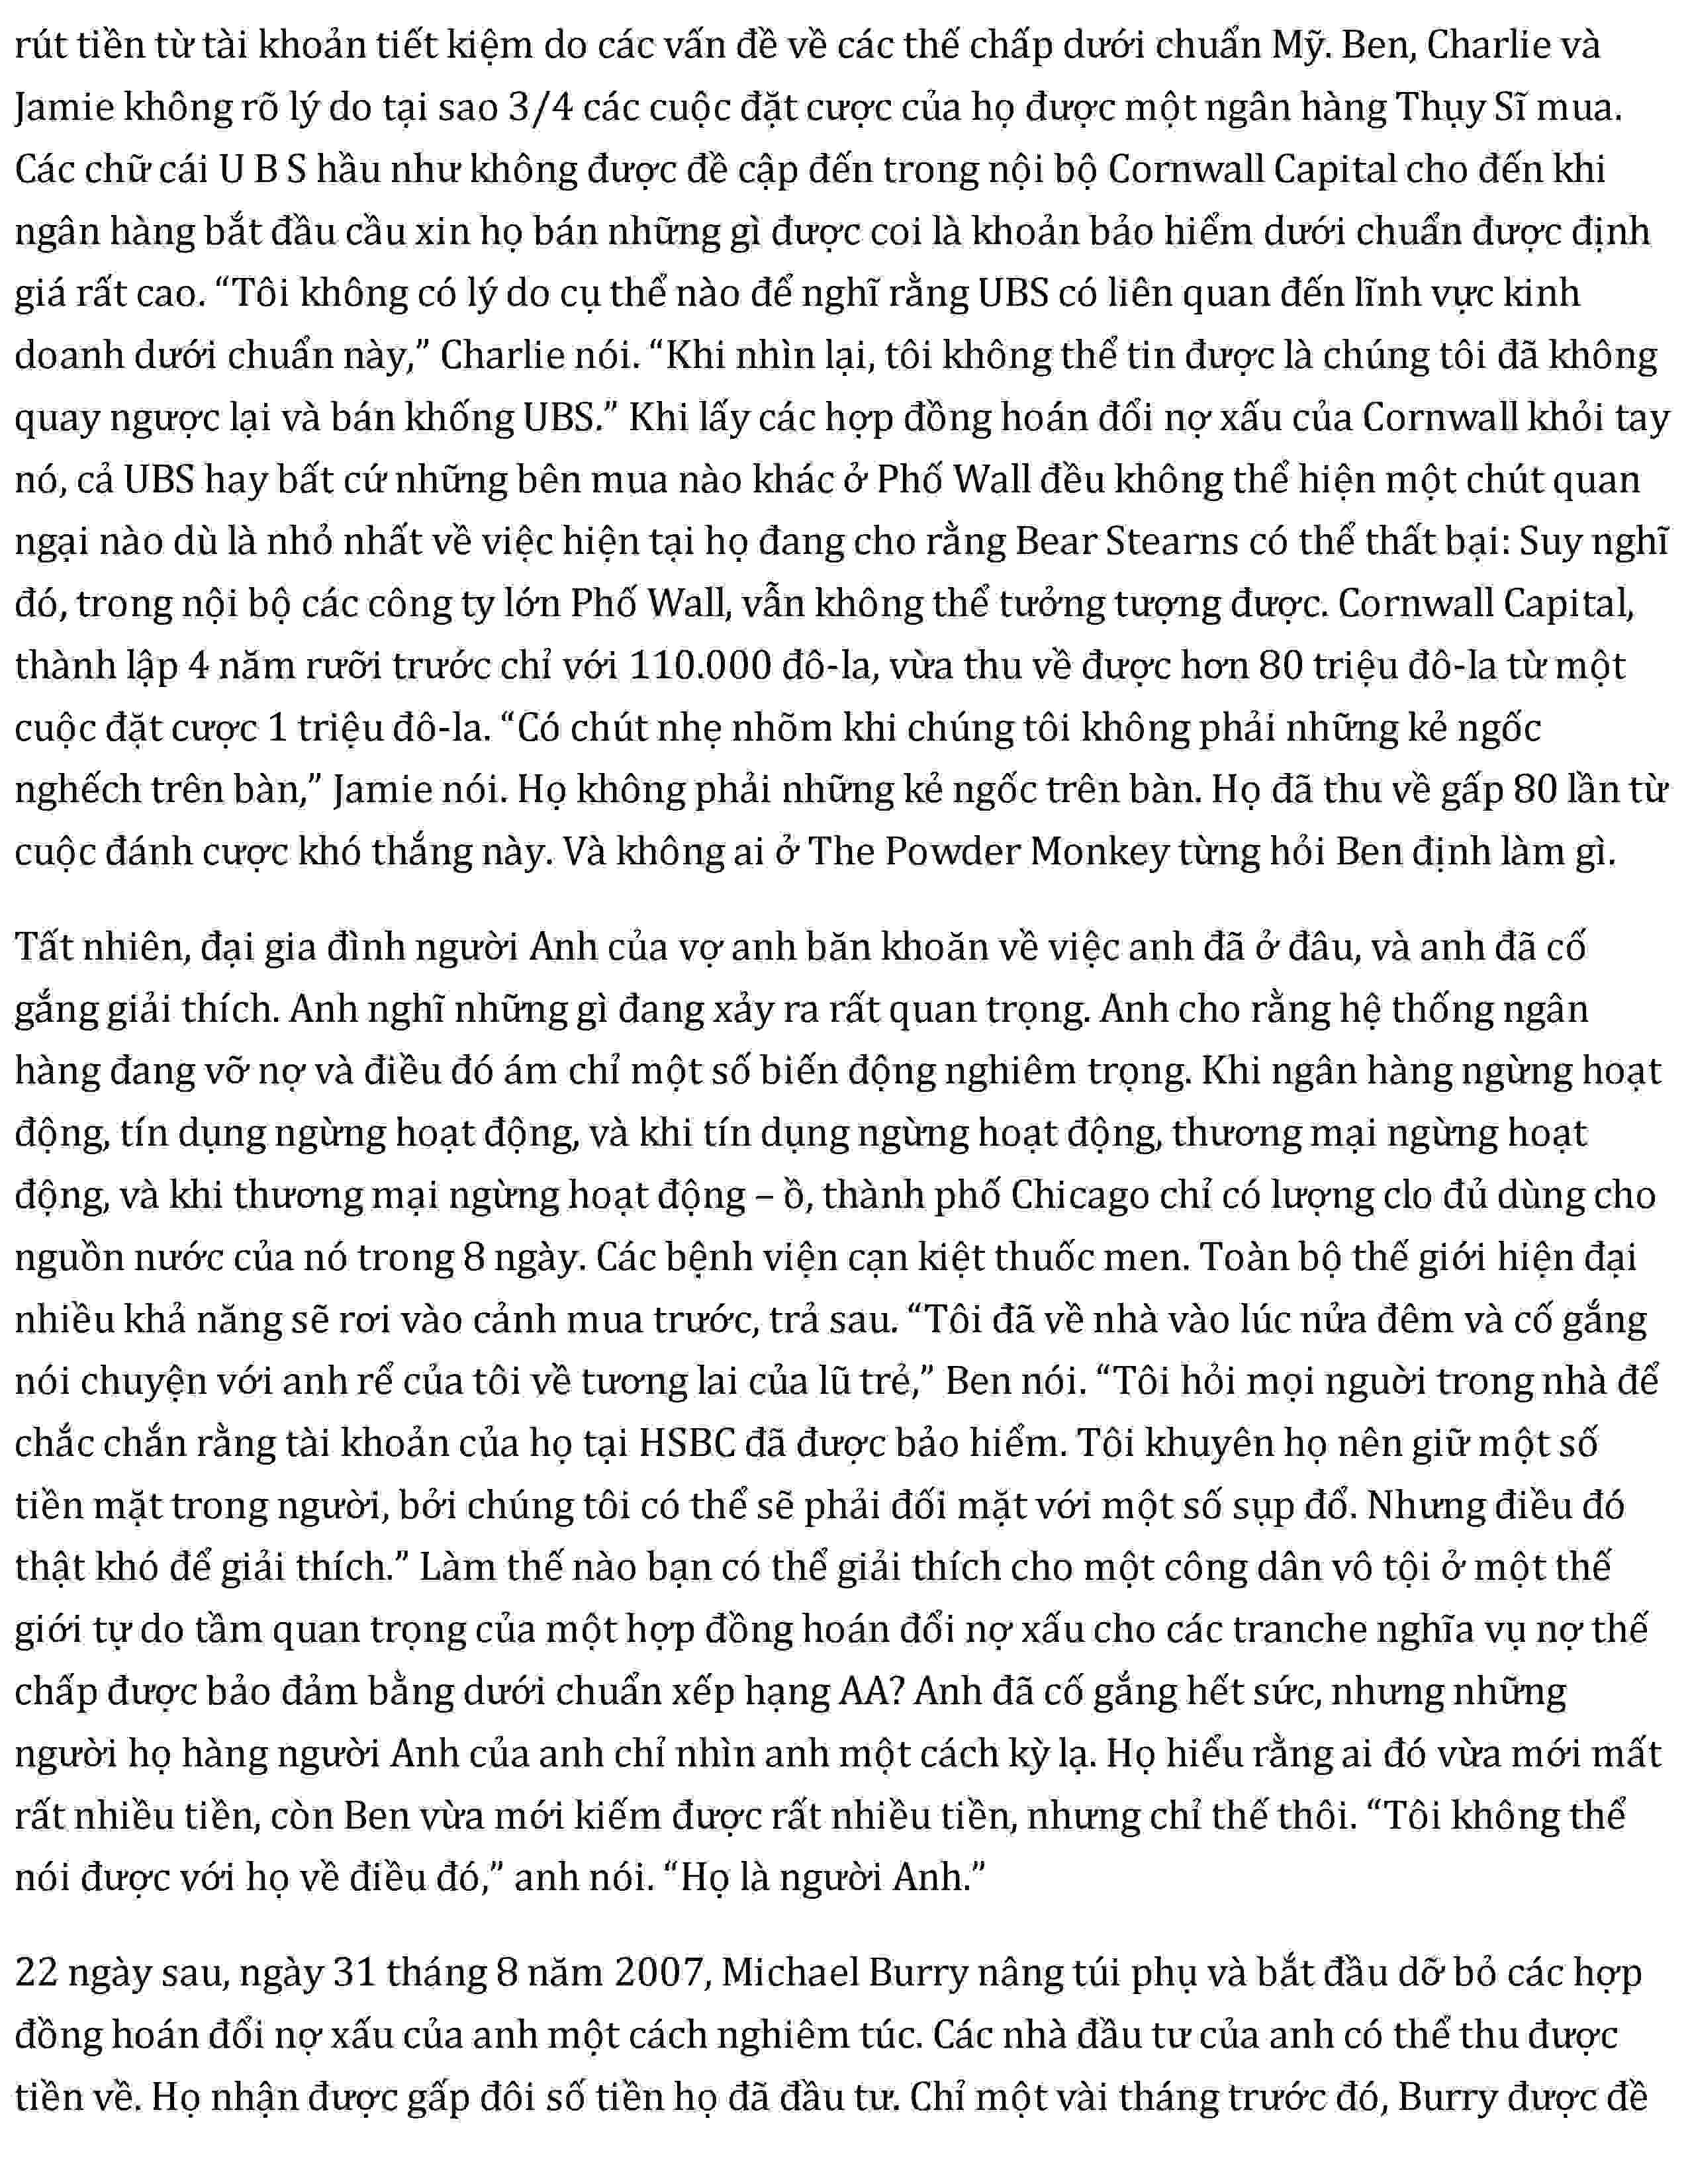 rút tiền từ tài khoản tiết kiệm do các vấn đề về các thế chấp dưới chuẩn Mỹ. Ben, Charlie và
Jamie không rõ lý do tại sao 3/4 các cuộc đặt cược của họ được một ngân hàng Thụy Sĩ mua.
Các chữ cái U B S hầu như không được đề cập đến trong nội bộ Cornwall Capital cho đến khi
ngân hàng bắt đầu cầu xin họ bán những gì được coi là khoản bảo hiểm dưới chuẩn được định
giá rất cao. “Tôi không có lý do cụ thể nào để nghĩ rằng UBS có liên quan đến lĩnh vực kinh
doanh dưới chuẩn này,” Charlie nói. “Khi nhìn lại, tôi không thể tin được là chúng tôi đã không
quay ngược lại và bán khống UBS.” Khi lấy các hợp đồng hoán đổi nợ xấu của Cornwall khỏi tay
nó, cả UBS hay bất cứ những bên mua nào khác ở Phố Wall đều không thể hiện một chút quan
ngại nào dù là nhỏ nhất về việc hiện tại họ đang cho rằng Bear Stearns có thể thất bại: Suy nghĩ
đó, trong nội bộ các công ty lớn Phố Wall, vẫn không thể tưởng tượng được. Cornwall Capital,
thành lập 4 năm rưỡi trước chỉ với 110.000 đô-la, vừa thu về được hơn 80 triệu đô-la từ một
cuộc đặt cược 1 triệu đô-la. “Có chút nhẹ nhõm khi chúng tôi không phải những kẻ ngốc
nghếch trên bàn,” Jamie nói. Họ không phải những kẻ ngốc trên bàn. Họ đã thu về gấp 80 lần từ
cuộc đánh cược khó thắng này. Và không ai ở The Powder Monkey từng hỏi Ben định làm gì.
Tất nhiên, đại gia đình người Anh của vợ anh băn khoăn về việc anh đã ở đâu, và anh đã cố
gắng giải thích. Anh nghĩ những gì đang xảy ra rất quan trọng. Anh cho rằng hệ thống ngân
hàng đang vỡ nợ và điều đó ám chỉ một số biến động nghiêm trọng. Khi ngân hàng ngừng hoạt
động, tín dụng ngừng hoạt động, và khi tín dụng ngừng hoạt động, thương mại ngừng hoạt
động, và khi thương mại ngừng hoạt động – ồ, thành phố Chicago chỉ có lượng clo đủ dùng cho
nguồn nước của nó trong 8 ngày. Các bệnh viện cạn kiệt thuốc men. Toàn bộ thế giới hiện đại
nhiều khả năng sẽ rơi vào cảnh mua trước, trả sau. “Tôi đã về nhà vào lúc nửa đêm và cố gắng
nói chuyện với anh rể của tôi về tương lai của lũ trẻ,” Ben nói. “Tôi hỏi mọi nguời trong nhà để
chắc chắn rằng tài khoản của họ tại HSBC đã được bảo hiểm. Tôi khuyên họ nên giữ một số
tiền mặt trong người, bởi chúng tôi có thể sẽ phải đối mặt với một số sụp đổ. Nhưng điều đó
thật khó để giải thích.” Làm thế nào bạn có thể giải thích cho một công dân vô tội ở một thế
giới tự do tầm quan trọng của một hợp đồng hoán đổi nợ xấu cho các tranche nghĩa vụ nợ thế
chấp được bảo đảm bằng dưới chuẩn xếp hạng AA? Anh đã cố gắng hết sức, nhưng những
người họ hàng người Anh của anh chỉ nhìn anh một cách kỳ lạ. Họ hiểu rằng ai đó vừa mới mất
rất nhiều tiền, còn Ben vừa mới kiếm được rất nhiều tiền, nhưng chỉ thế thôi. “Tôi không thể
nói được với họ về điều đó,” anh nói. “Họ là người Anh.”
22 ngày sau, ngày 31 tháng 8 năm 2007, Michael Burry nâng túi phụ và bắt đầu dỡ bỏ các hợp
đồng hoán đổi nợ xấu của anh một cách nghiêm túc. Các nhà đầu tư của anh có thể thu được
tiền về. Họ nhận được gấp đôi số tiền họ đã đầu tư. Chỉ một vài tháng trước đó, Burry được đề